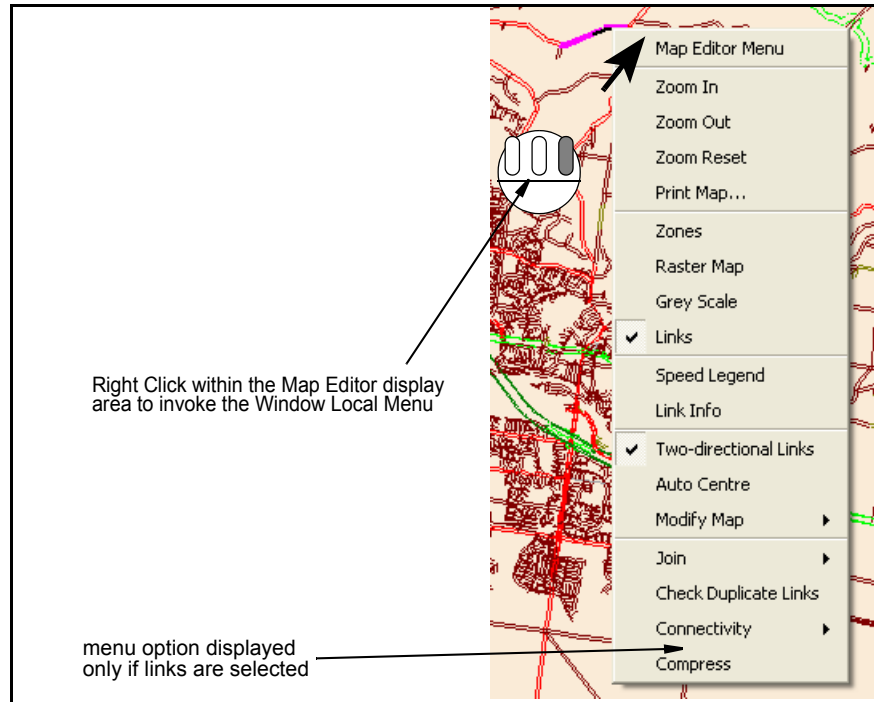 Map Editor Menu
Zoom In
Zoom Out
Zoom Reset
Print Map...
Zones
Raster Map
Grey Scale
Links
Right Click within the Map Editor display
area to invoke the Window Local Menu
Speed Legend
Link Info
Two-directional Links
Auto Centre
Modify Map
Join
Check Duplicate Links
Connectivity
menu option displayed
only if links are selected
Compress